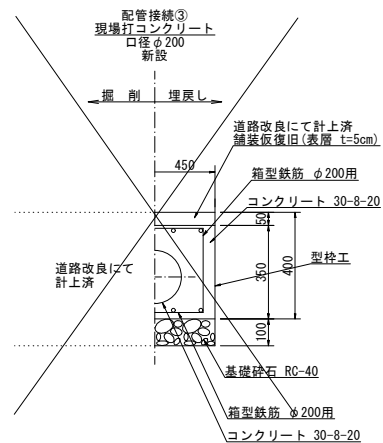 配管接続③
現場打コンクリート
口径φ200
新設
掘 削 埋戻し
道路改良にて計上済
舗装仮復旧(表層 t=5cm)
450
箱型鉄筋 φ200用
コンクリート 30-8-20
50
350
400
型枠工
道路改良にて
計上済
100
基礎砕石 RC-40
箱型鉄筋 φ200用
コンクリート 30-8-20